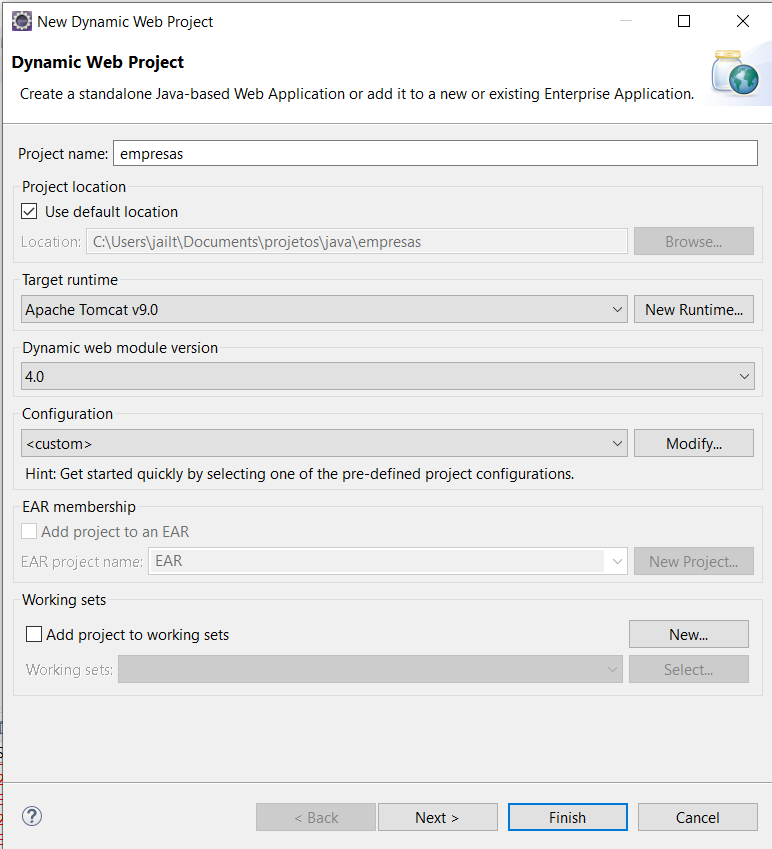 New Dynamic Web Project
Dynamic Web Project
Create a standalone Java-based Web Application or add it to a new or existing Enterprise Application.
Project name: empresas
Project location
Use default location
Location: C:\Users\jailt\Documents\projetos\java\empresas Browse...
Target runtime
Apache Tomcat v9.0 New Runtime...
Dynamic web module version
4.0
Configuration
<custom> Modify...
Hint: Get started quickly by selecting one of the pre-defined project configurations.
EAR membership
Add project to an EAR
EAR project name: EAR New Project...
Working sets
Add project to working sets New...
Working sets: Select...
? < Back Next > Finish Cancel